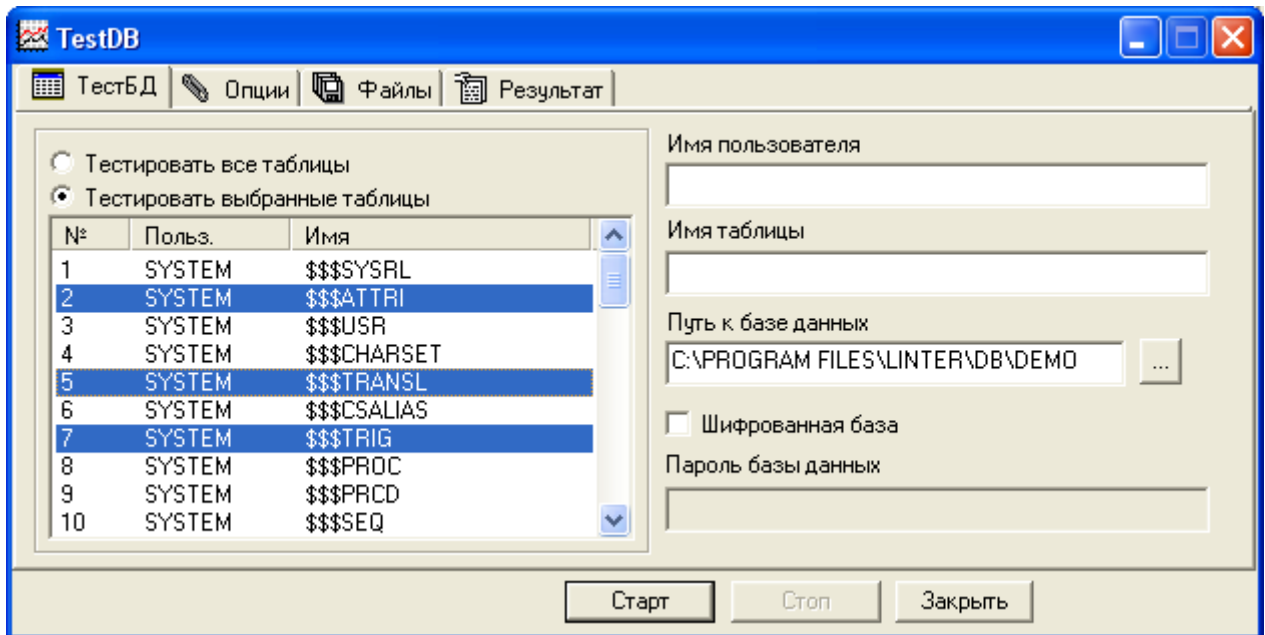 TestDB
ТестБД Опции Файлы Результат
Тестировать все таблицы
Тестировать выбранные таблицы
№ Польз. Имя
1 SYSTEM $$$SYSRL
2 SYSTEM $$$ATTRI
3 SYSTEM $$$USR
4 SYSTEM $$$CHARSET
5 SYSTEM $$$TRANSL
6 SYSTEM $$$CSALIAS
7 SYSTEM $$$TRIG
8 SYSTEM $$$PROC
9 SYSTEM $$$PRCD
10 SYSTEM $$$SEQ
Имя пользователя
Имя таблицы
Путь к базе данных
C:\PROGRAM FILES\LINTER\DB\DEMO ...
Шифрованная база
Пароль базы данных
Старт Стоп Закрыть